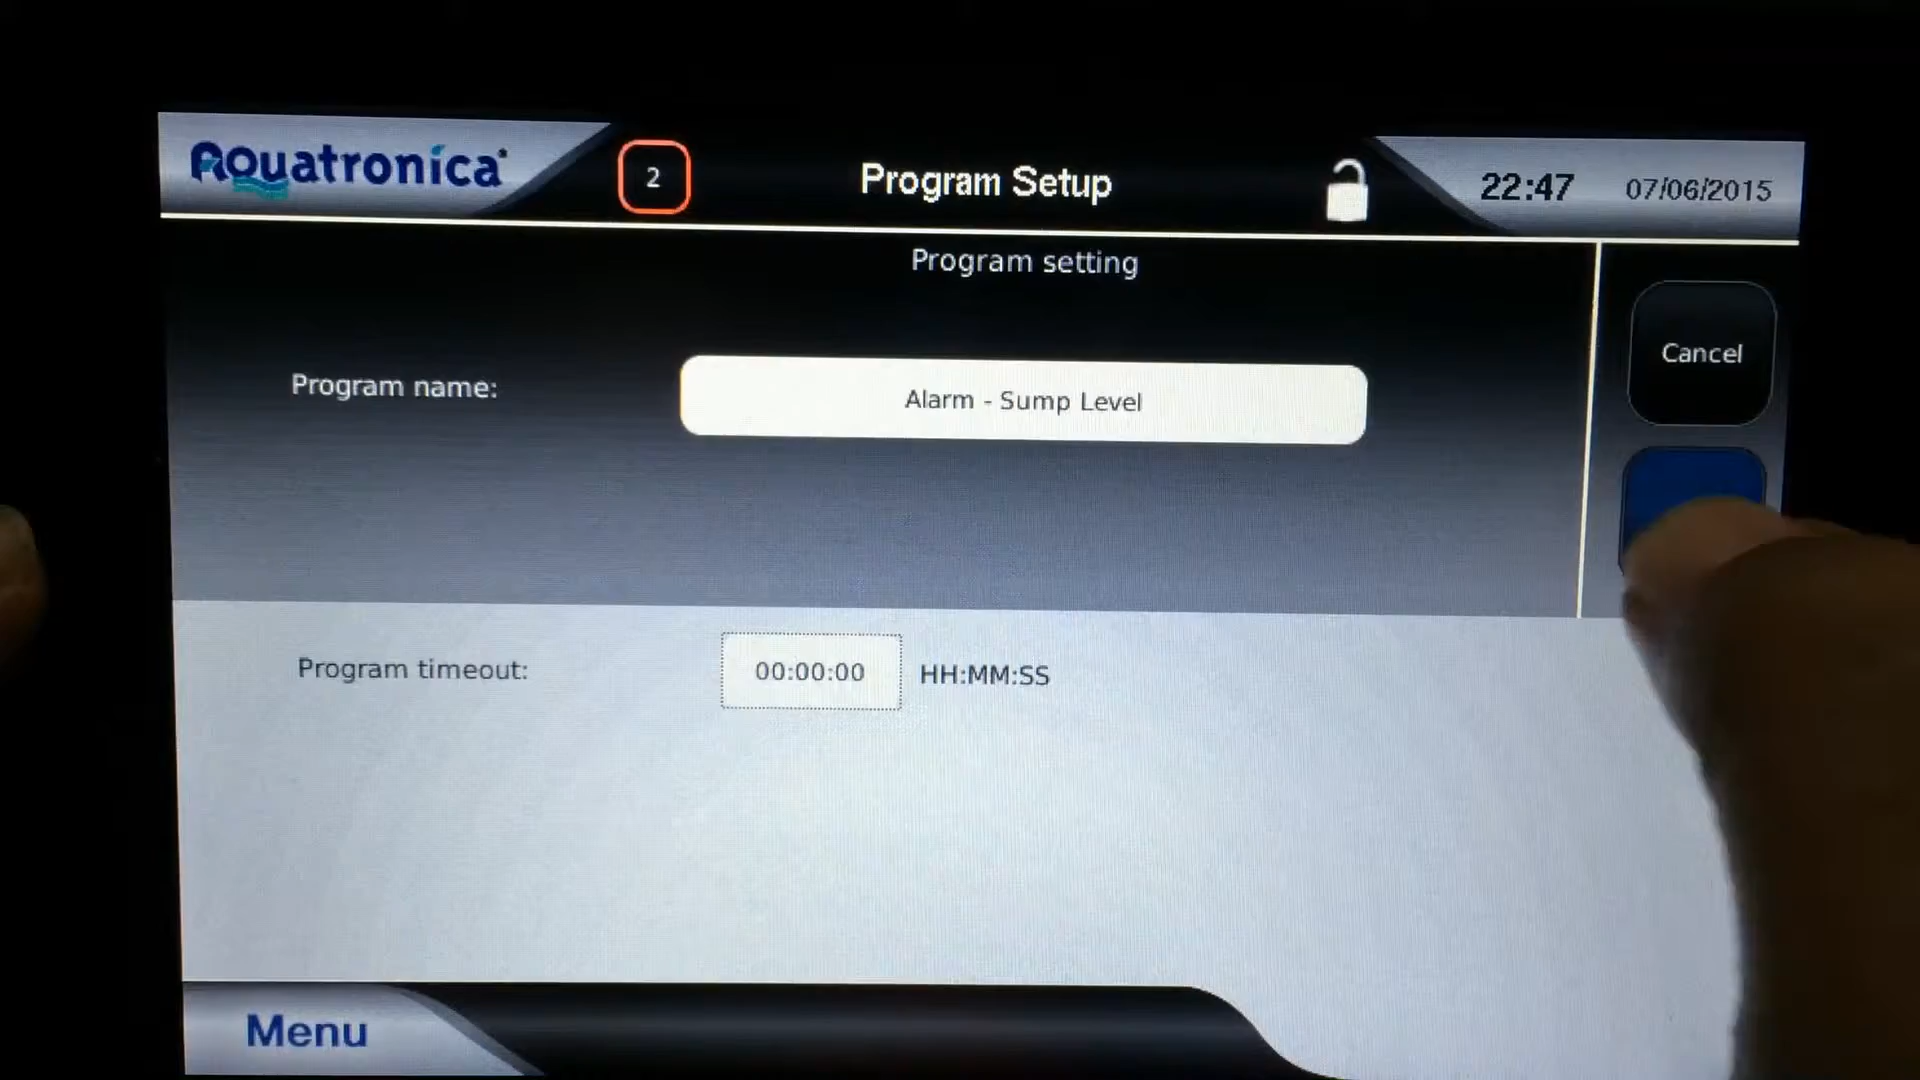 Aquatronica
2
Program Setup
22:47
07/06/2015
Program setting
Cancel
Program name:
Alarm - Sump Level
Program timeout:
00:00:00
HH:MM:SS
Menu